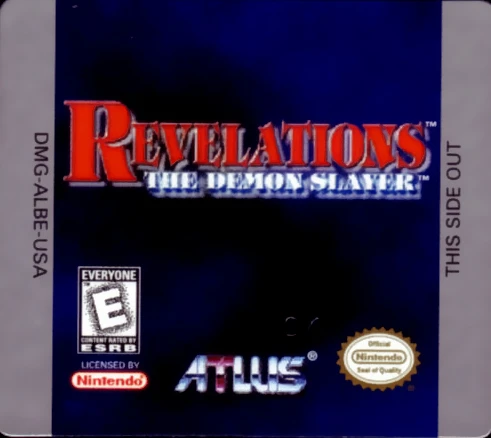 REVELATIONS™
THE DEMON SLAYER™
DMG-ALBE-USA
THIS SIDE OUT
EVERYONE
E
CONTENT RATED BY
ESRB
LICENSED BY
Nintendo
ATLUS®
Official
Nintendo
Seal of Quality